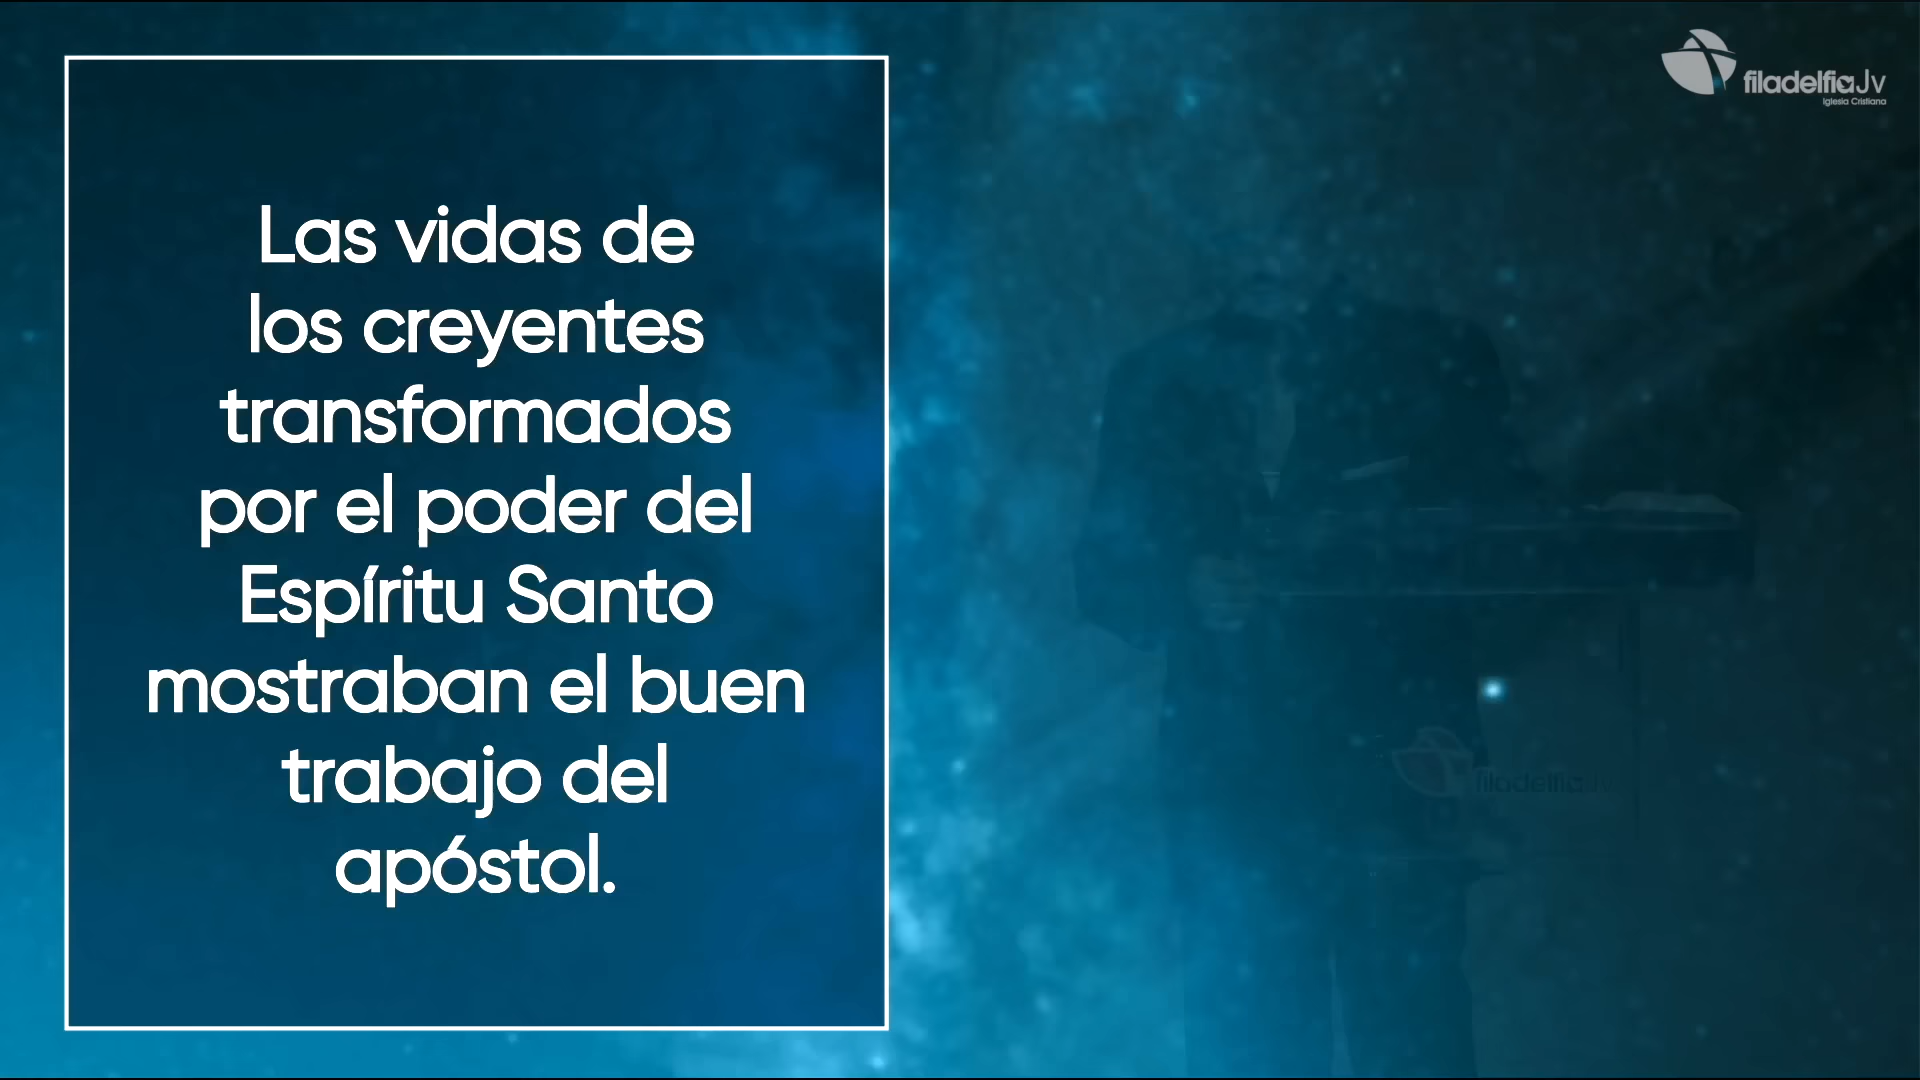 filadelfiaJv
Iglesia Cristiana
Las vidas de
los creyentes
transformados
por el poder del
Espíritu Santo
mostraban el buen
trabajo del
apóstol.
filadelfiaJv